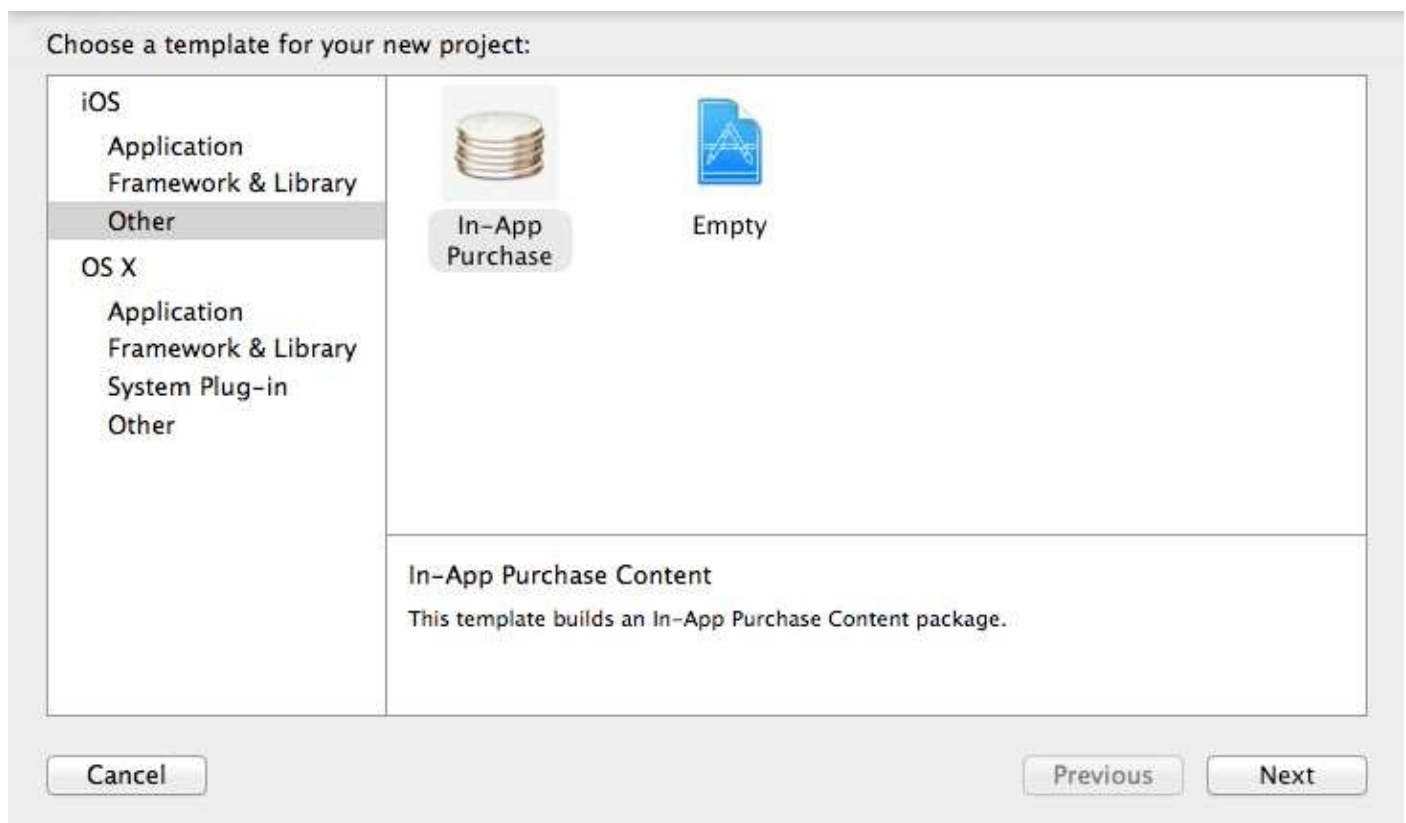 Choose a template for your new project:
iOS
Application
Framework & Library
Other
OS X
Application
Framework & Library
System Plug-in
Other
In-App
Purchase
Empty
In-App Purchase Content
This template builds an In-App Purchase Content package.
Cancel
Previous
Next